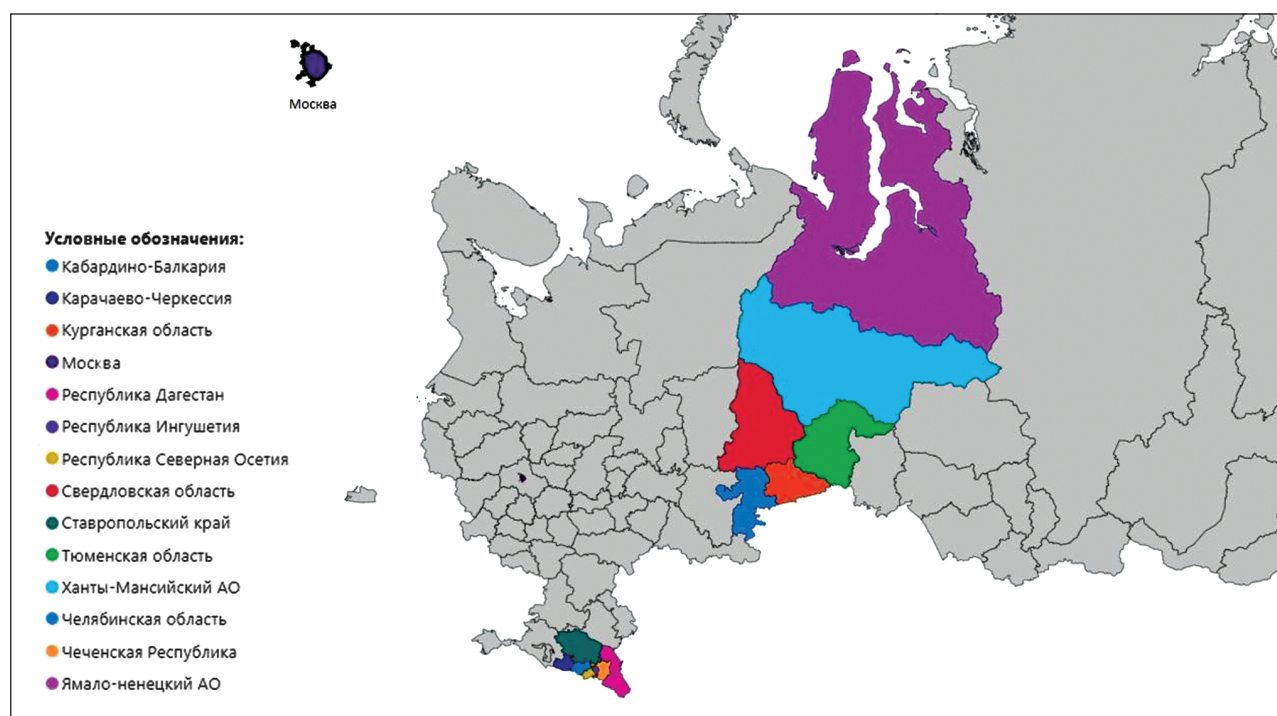 Москва
Условные обозначения:
Кабардино-Балкария
Карачаево-Черкессия
Курганская область
Москва
Республика Дагестан
Республика Ингушетия
Республика Северная Осетия
Свердловская область
Ставропольский край
Тюменская область
Ханты-Мансийский АО
Челябинская область
Чеченская Республика
Ямало-ненецкий АО